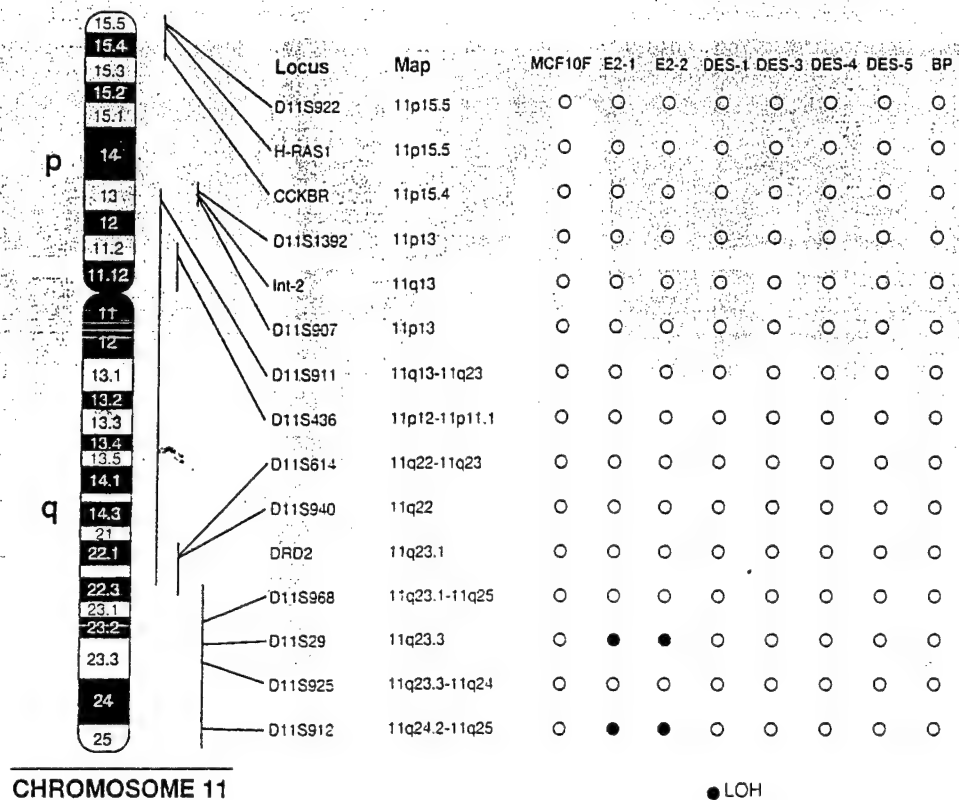 15.5
15.4
15.3
15.2
15.1
p
14
13
12
11.2
11.12
11
12
13.1
13.2
13.3
13.4
13.5
14.1
q
14.3
21
22.1
22.3
23.1
23.2
23.3
24
25
CHROMOSOME 11
Locus Map MCF10F E2-1 E2-2 DES-1 DES-3 DES-4 DES-5 BP
D11S922 11p15.5
H-RAS1 11p15.5
CCKBR 11p15.4
D11S1392 11p13
Int-2 11q13
D11S907 11p13
D11S911 11q13-11q23
D11S436 11p12-11p11.1
D11S614 11q22-11q23
D11S940 11q22
DRD2 11q23.1
D11S968 11q23.1-11q25
D11S29 11q23.3
D11S925 11q23.3-11q24
D11S912 11q24.2-11q25
LOH